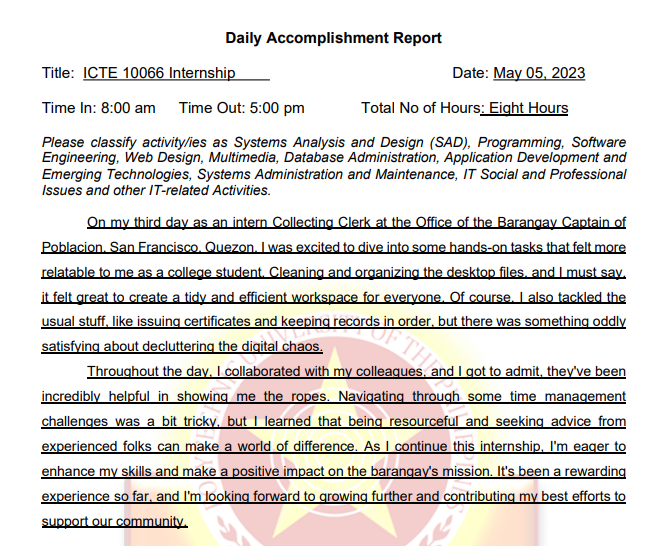 Daily Accomplishment Report
Title: ICTE 10066 Internship Date: May 05, 2023
Time In: 8:00 am Time Out: 5:00 pm Total No of Hours: Eight Hours
Please classify activity/ies as Systems Analysis and Design (SAD), Programming, Software
Engineering, Web Design, Multimedia, Database Administration, Application Development and
Emerging Technologies, Systems Administration and Maintenance, IT Social and Professional
Issues and other IT-related Activities.
On my third day as an intern Collecting Clerk at the Office of the Barangay Captain of
Poblacion, San Francisco, Quezon, I was excited to dive into some hands-on tasks that felt more
relatable to me as a college student. Cleaning and organizing the desktop files, and I must say,
it felt great to create a tidy and efficient workspace for everyone. Of course, I also tackled the
usual stuff, like issuing certificates and keeping records in order, but there was something oddly
satisfying about decluttering the digital chaos.
Throughout the day, I collaborated with my colleagues, and I got to admit, they've been
incredibly helpful in showing me the ropes. Navigating through some time management
challenges was a bit tricky, but I learned that being resourceful and seeking advice from
experienced folks can make a world of difference. As I continue this internship, I'm eager to
enhance my skills and make a positive impact on the barangay's mission. It's been a rewarding
experience so far, and I'm looking forward to growing further and contributing my best efforts to
support our community.